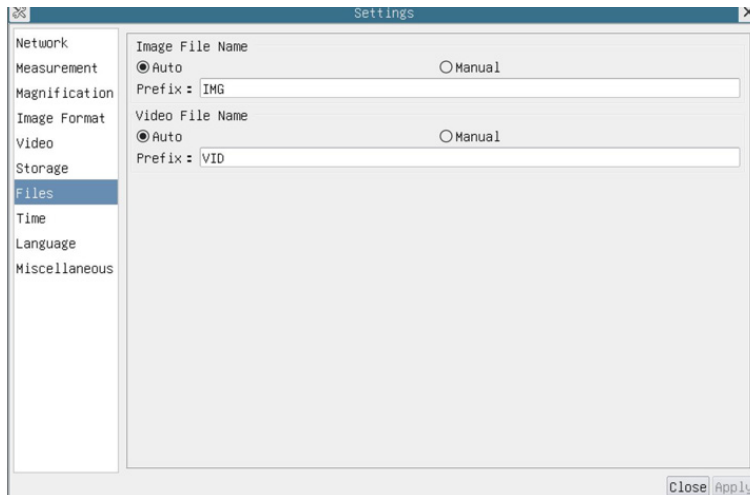 Settings
Network
Measurement
Magnification
Image Format
Video
Storage
Files
Time
Language
Miscellaneous
Image File Name
Auto
Manual
Prefix: IMG
Video File Name
Auto
Manual
Prefix: VID
Close
Apply